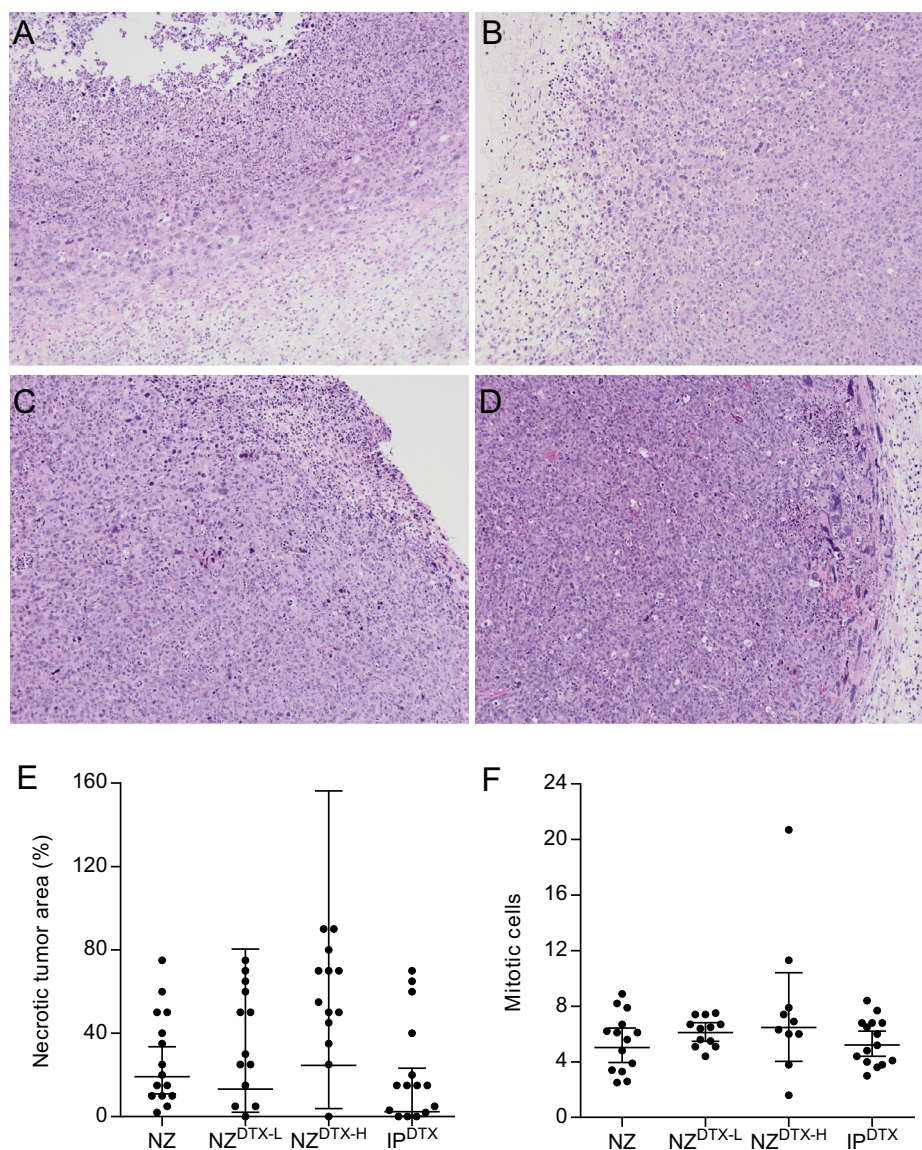 A
B
C
D
E
Necrotic tumor area (%)
160
120
80
40
0
NZ
NZ^DTX-L
NZ^DTX-H
IP^DTX
F
Mitotic cells
24
20
16
12
8
4
0
NZ
NZ^DTX-L
NZ^DTX-H
IP^DTX